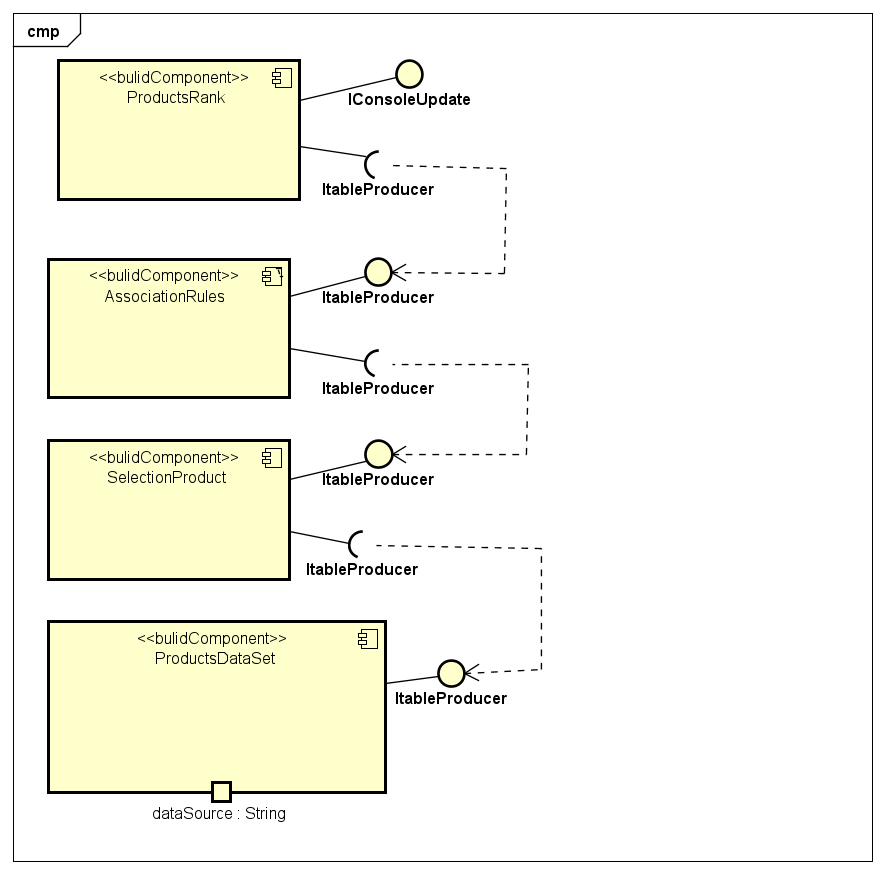 cmp
<<bulidComponent>>
ProductsRank
IConsoleUpdate
ItableProducer
<<bulidComponent>>
AssociationRules
ItableProducer
ItableProducer
<<bulidComponent>>
SelectionProduct
ItableProducer
ItableProducer
<<bulidComponent>>
ProductsDataSet
ItableProducer
dataSource : String